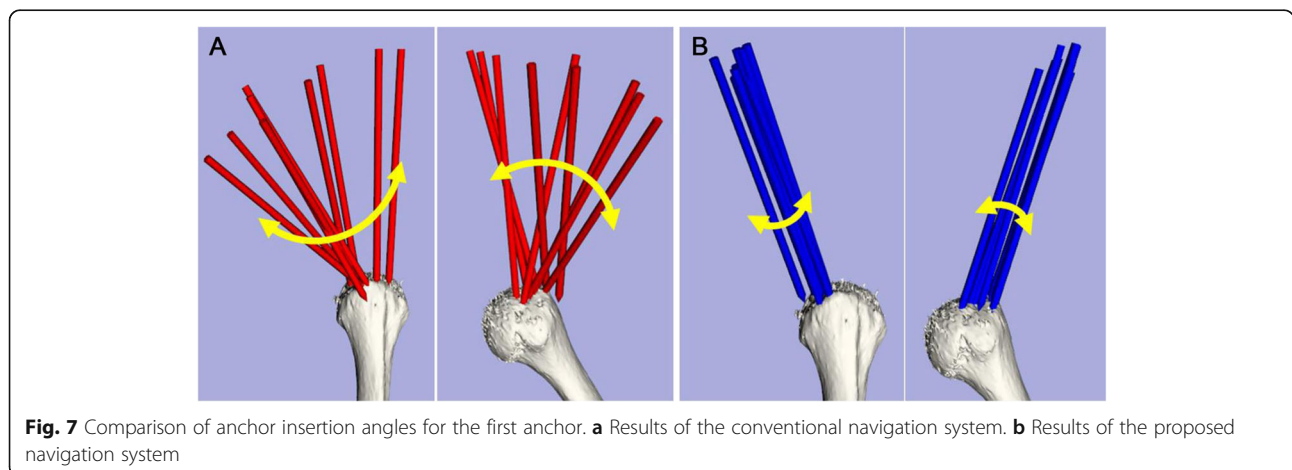 A
B
Fig. 7 Comparison of anchor insertion angles for the first anchor. a Results of the conventional navigation system. b Results of the proposed
navigation system